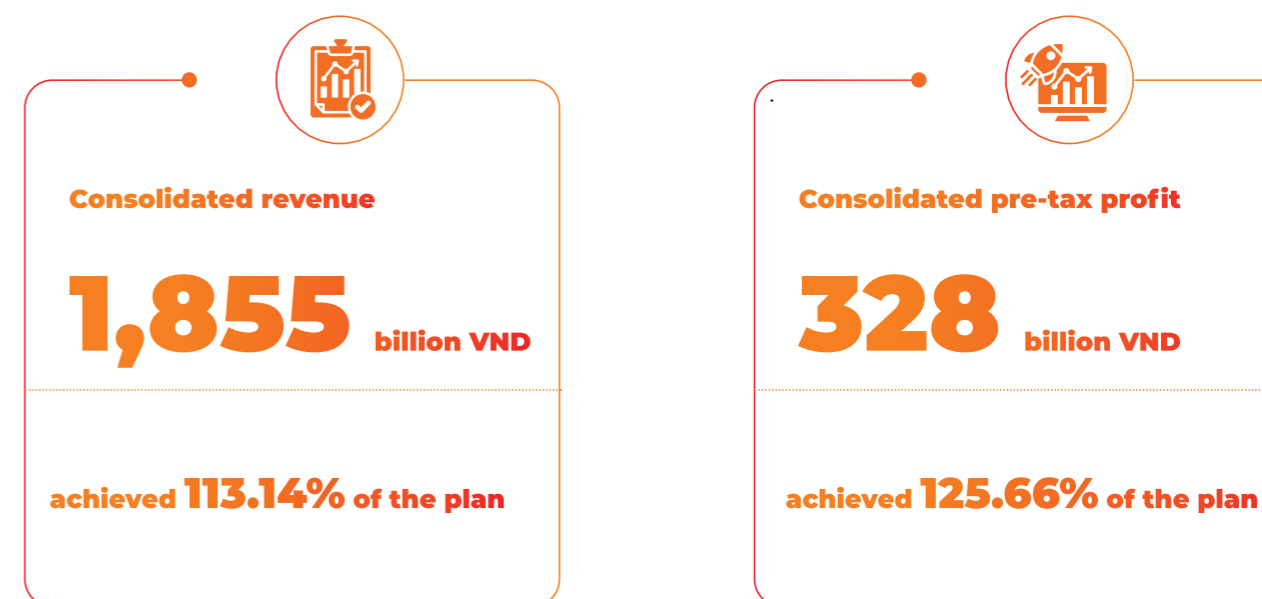 Consolidated revenue
1,855 billion VND
achieved 113.14% of the plan
Consolidated pre-tax profit
328 billion VND
achieved 125.66% of the plan